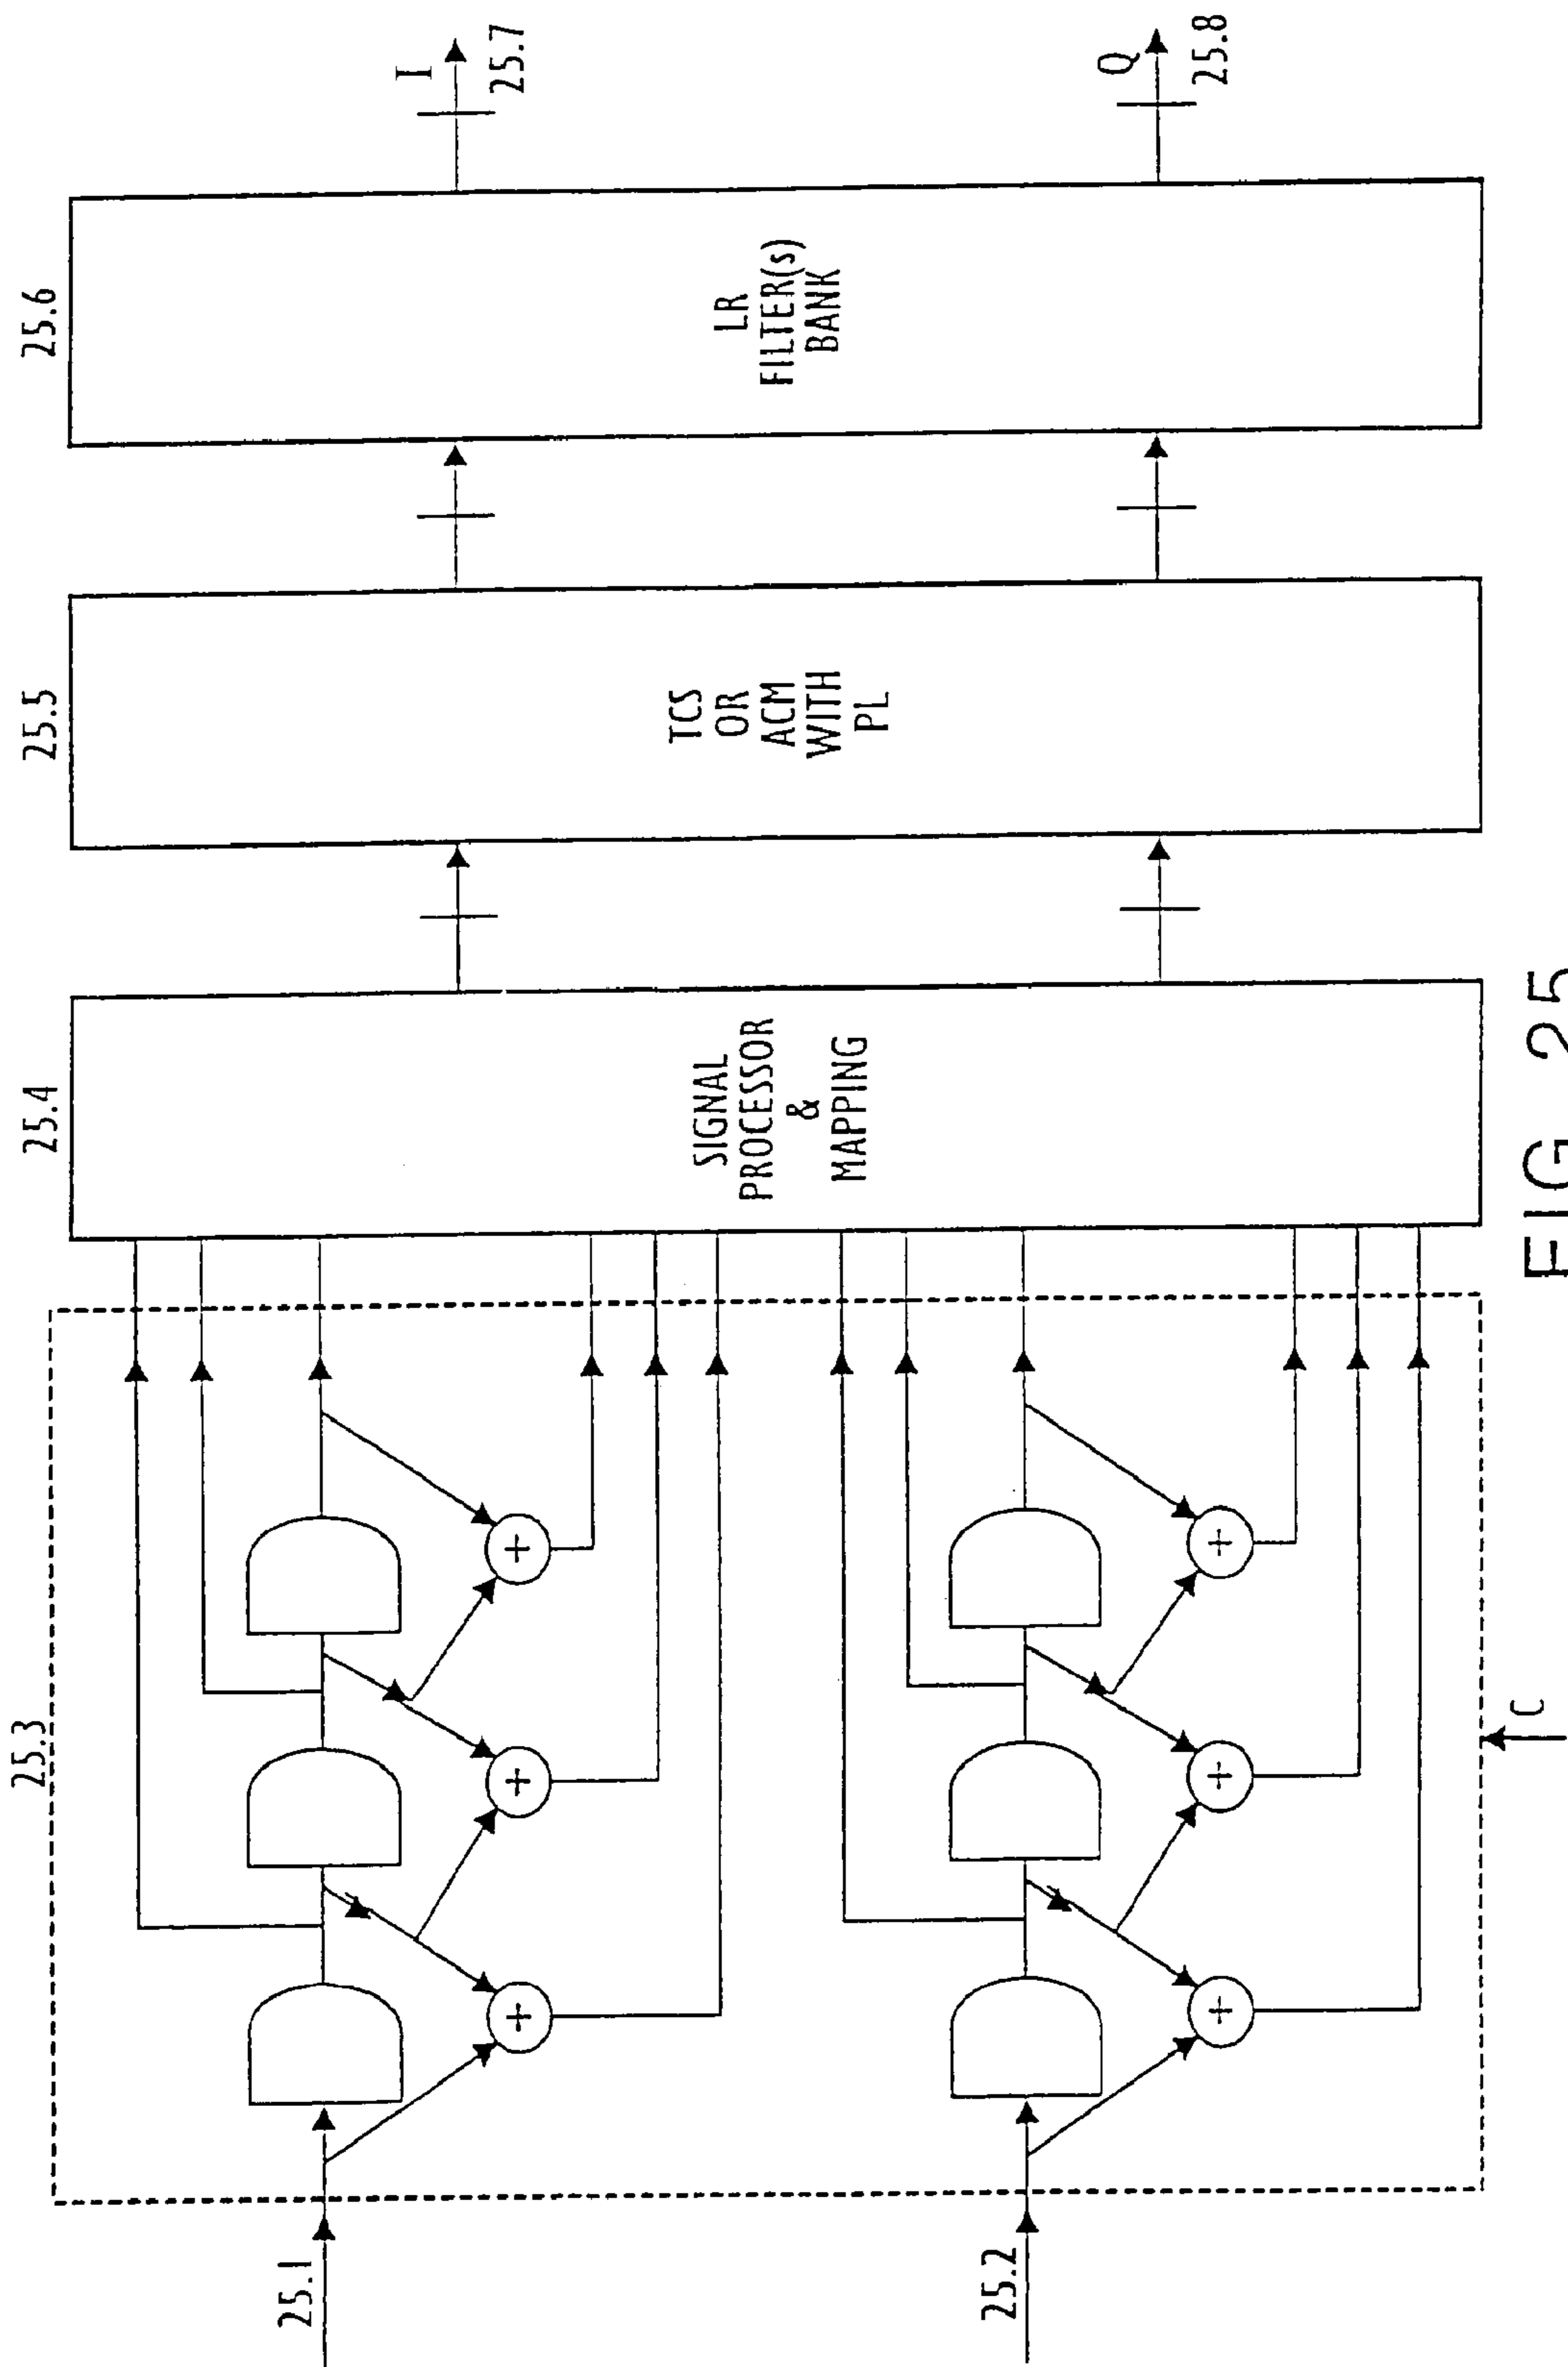 25.1
25.2
25.3
+
+
+
+
+
+
C
25.4
SIGNAL
PROCESSOR
&
MAPPING
25.5
TCS
OR
ACM
WITH
PL
25.6
LR
FILTER(s)
BANK
I
25.7
Q
25.8
FIG 25